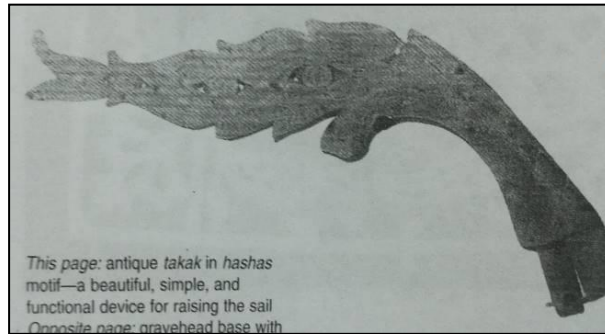 This page: antique takak in hashas
motif—a beautiful, simple, and
functional device for raising the sail
Opposite page: gravehead base with